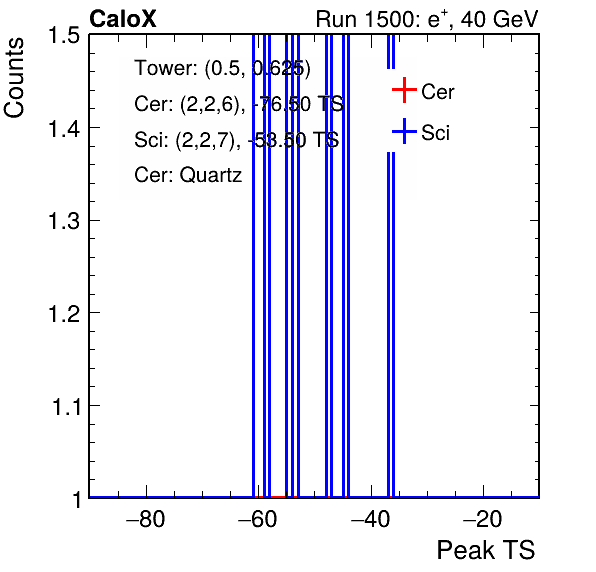 CaloX Run 1500: e+, 40 GeV
Counts
1.5
Tower: (0.5, 0.625)
Cer: (2,2,6), -76.50 TS
Sci: (2,2,7), -53.50 TS
Cer: Quartz
Cer
Sci
1.4
1.3
1.2
1.1
1
−80 −60 −40 −20
Peak TS